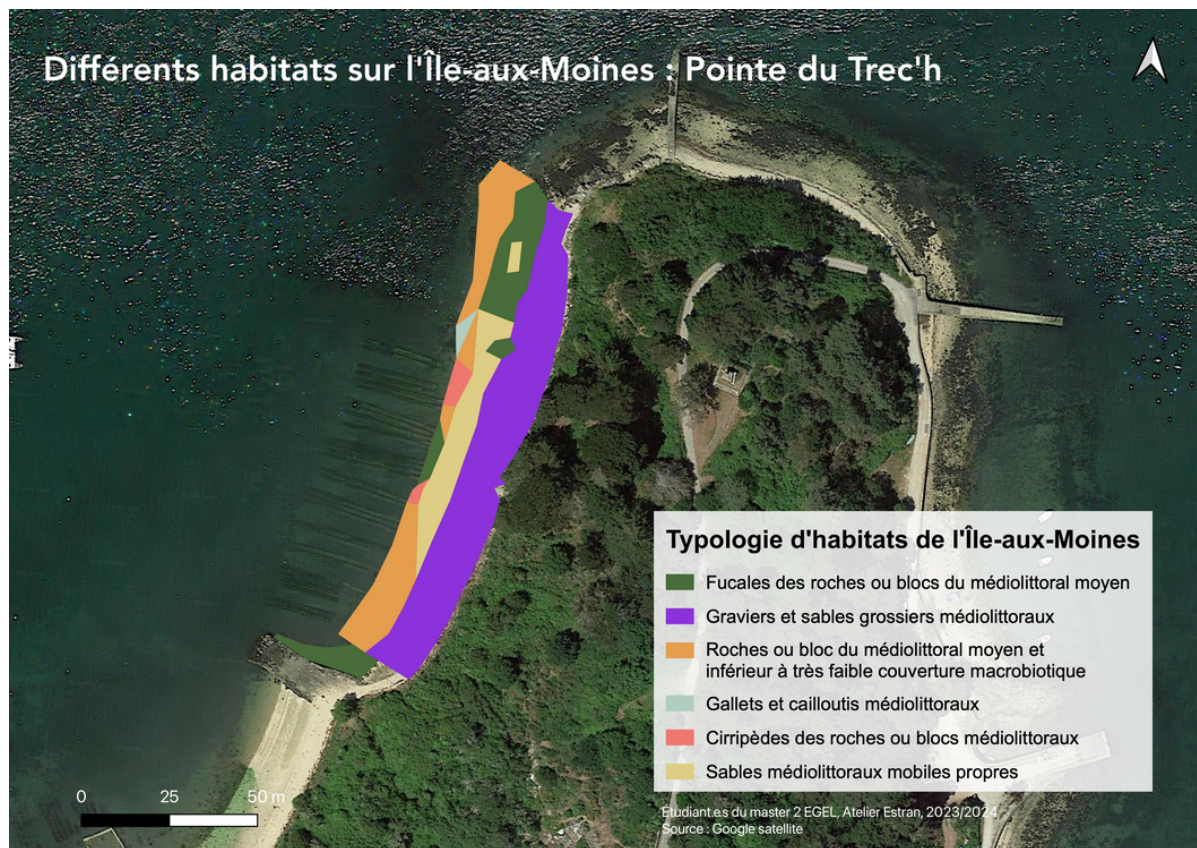 Différents habitats sur l'Île-aux-Moines : Pointe du Trec'h
Typologie d'habitats de l'Île-aux-Moines
Fucales des roches ou blocs du médiolittoral moyen
Graviers et sables grossiers médiolittoraux
Roches ou bloc du médiolittoral moyen et
inférieur à très faible couverture macrobiotique
Gallets et cailloutis médiolittoraux
Cirripèdes des roches ou blocs médiolittoraux
Sables médiolittoraux mobiles propres
0 25 50 m
Étudiant.e.s du master 2 EGEL, Atelier Estran, 2023/2024
Source : Google satellite